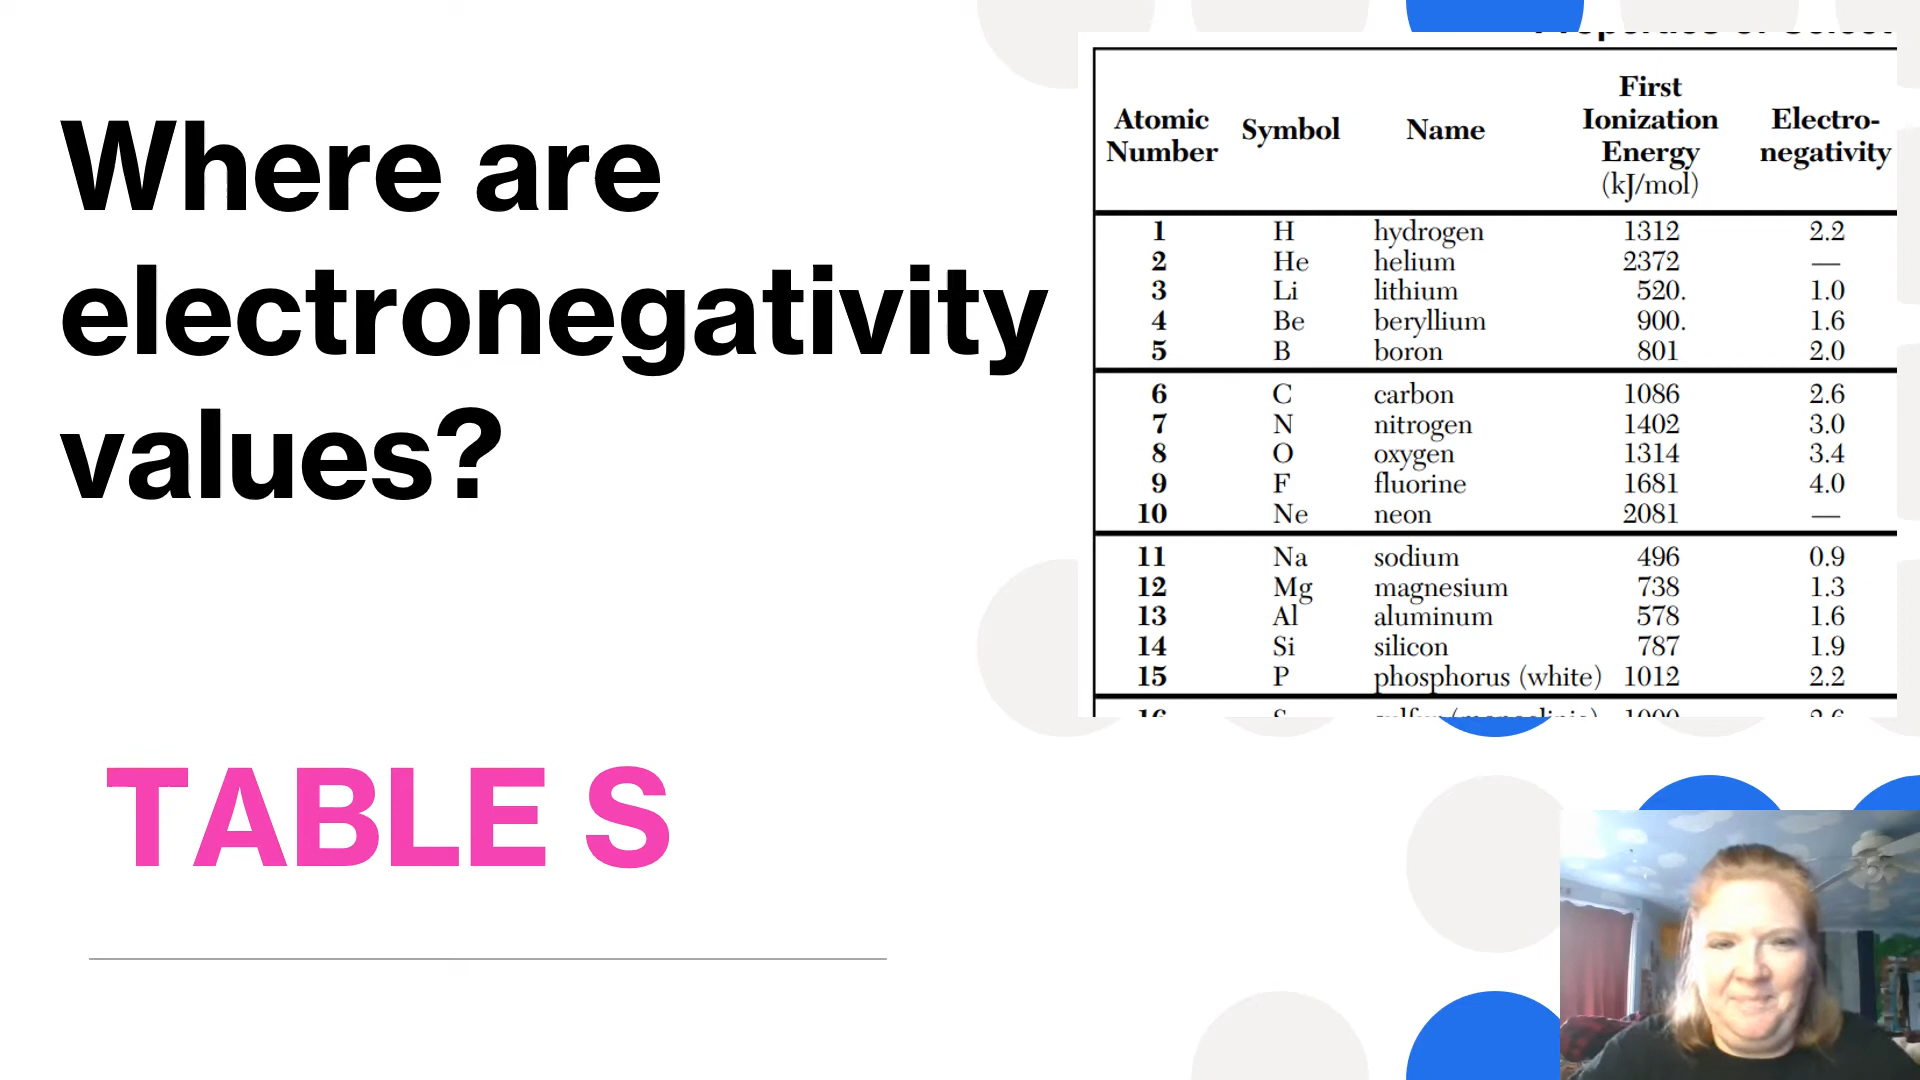 Where are
electronegativity
values?
TABLE S
Atomic Number Symbol Name First Ionization Energy (kJ/mol) Electro-negativity
1 H hydrogen 1312 2.2
2 He helium 2372 —
3 Li lithium 520. 1.0
4 Be beryllium 900. 1.6
5 B boron 801 2.0
6 C carbon 1086 2.6
7 N nitrogen 1402 3.0
8 O oxygen 1314 3.4
9 F fluorine 1681 4.0
10 Ne neon 2081 —
11 Na sodium 496 0.9
12 Mg magnesium 738 1.3
13 Al aluminum 578 1.6
14 Si silicon 787 1.9
15 P phosphorus (white) 1012 2.2